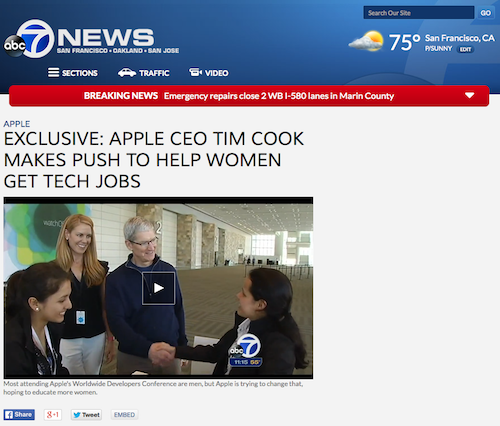 Search Our Site
GO
abc 7 NEWS
SAN FRANCISCO • OAKLAND • SAN JOSE
75° San Francisco, CA
P/SUNNY EDIT
SECTIONS TRAFFIC VIDEO
BREAKING NEWS Emergency repairs close 2 WB I-580 lanes in Marin County
APPLE
EXCLUSIVE: APPLE CEO TIM COOK
MAKES PUSH TO HELP WOMEN
GET TECH JOBS
2
abc 7
11:15 55°
Most attending Apple's Worldwide Developers Conference are men, but Apple is trying to change that,
hoping to educate more women.
Share +1 Tweet EMBED